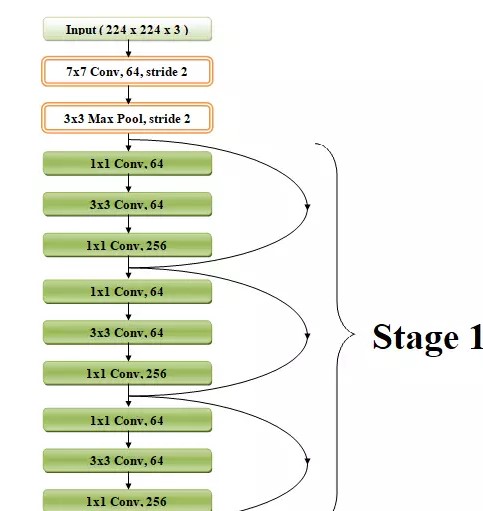 Input ( 224 x 224 x 3 )
7x7 Conv, 64, stride 2
3x3 Max Pool, stride 2
1x1 Conv, 64
3x3 Conv, 64
1x1 Conv, 256
1x1 Conv, 64
3x3 Conv, 64
1x1 Conv, 256
1x1 Conv, 64
3x3 Conv, 64
1x1 Conv, 256
Stage 1